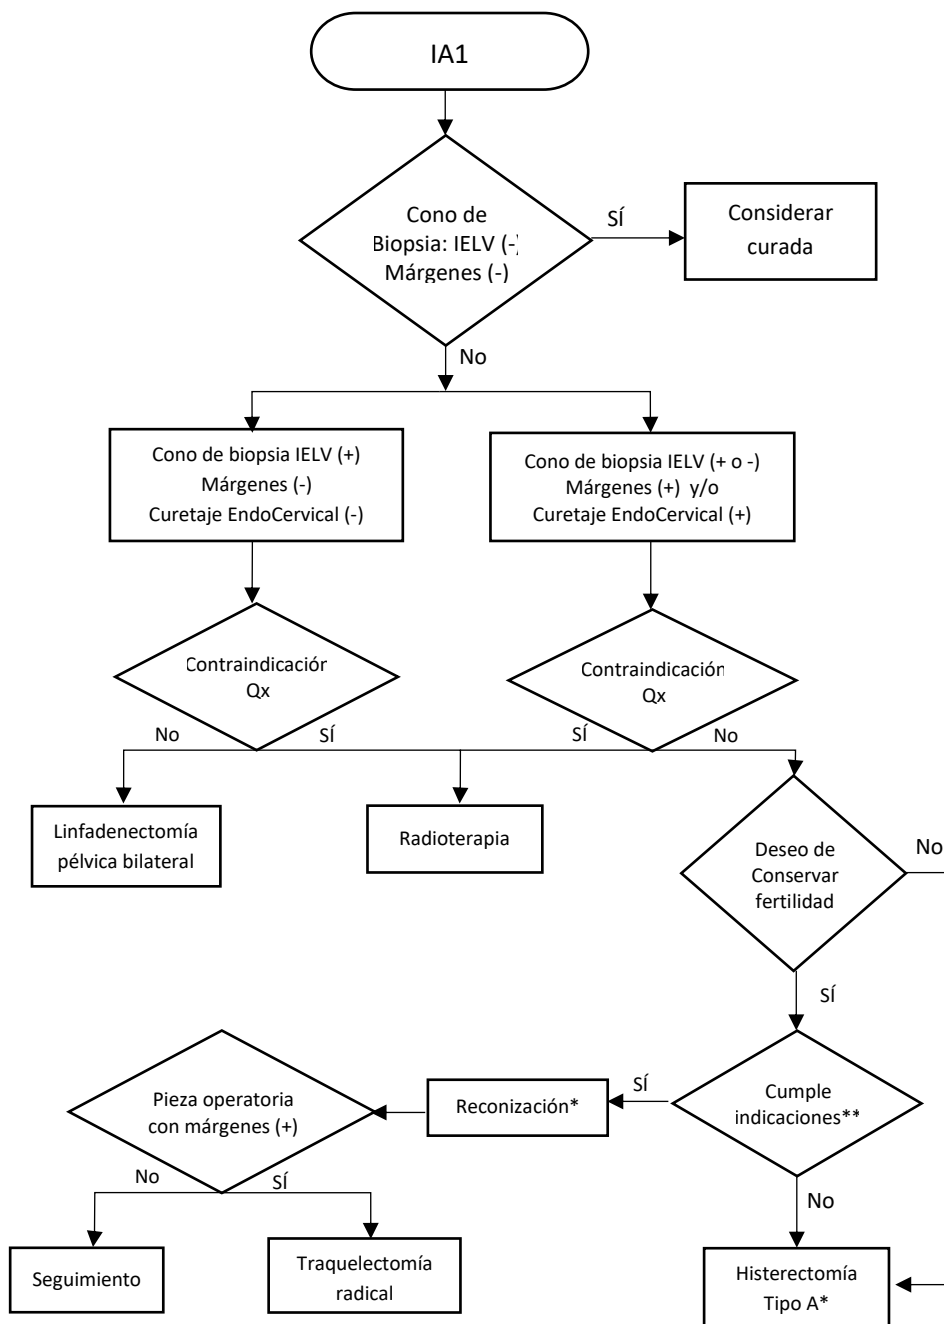 IA1
Cono de
Biopsia: IELV (-)
Márgenes (-)
SÍ
Considerar
curada
No
Cono de biopsia IELV (+)
Márgenes (-)
Curetaje EndoCervical (-)
Cono de biopsia IELV (+ o -)
Márgenes (+) y/o
Curetaje EndoCervical (+)
Contraindicación
Qx
Contraindicación
Qx
No
SÍ
SÍ
No
Linfadenectomía
pélvica bilateral
Radioterapia
Deseo de
Conservar
fertilidad
No
SÍ
Cumple
indicaciones**
SÍ
Reconización*
Pieza operatoria
con márgenes (+)
No
SÍ
No
Seguimiento
Traquelectomía
radical
Histerectomía
Tipo A*